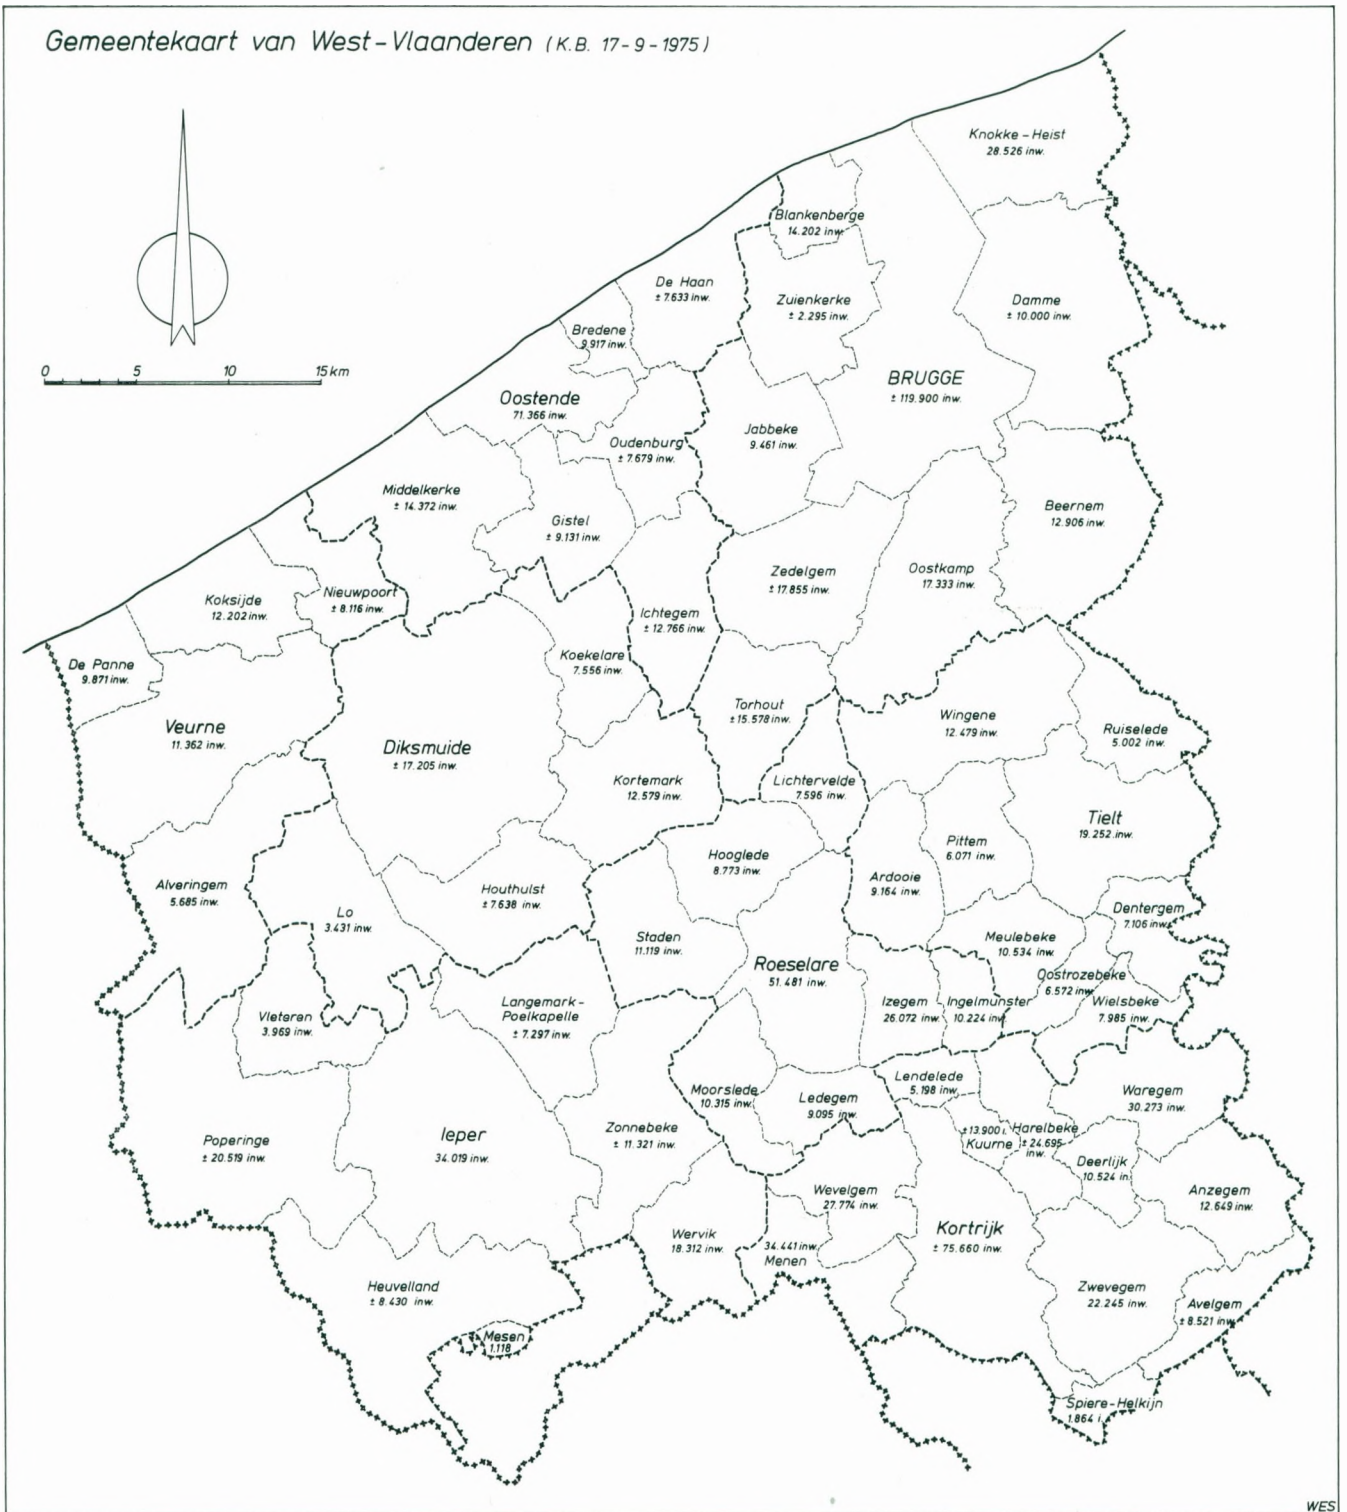 Gemeentekaart van West-Vlaanderen (K.B. 17-9-1975)
Knokke-Heist
28.526 inw.
Blankenberge
14.202 inw.
De Haan
± 7.633 inw.
Zuienkerke
± 2.295 inw.
Damme
± 10.000 inw.
Bredene
9.917 inw.
0 5 10 15 km
BRUGGE
± 119.900 inw.
Oostende
71.366 inw.
Oudenburg
± 7.679 inw.
Jabbeke
9.461 inw.
Middelkerke
± 14.372 inw.
Gistel
± 9.131 inw.
Beernem
12.906 inw.
Zedelgem
± 17.855 inw.
Oostkamp
17.333 inw.
Koksijde
12.202 inw.
Nieuwpoort
± 8.116 inw.
Ichtegem
± 12.766 inw.
De Panne
9.871 inw.
Koekelare
7.556 inw.
Veurne
11.362 inw.
Diksmuide
± 17.205 inw.
Torhout
± 15.578 inw.
Wingene
12.479 inw.
Ruiselede
5.002 inw.
Kortemark
12.579 inw.
Lichtervelde
7.596 inw.
Tielt
19.252 inw.
Pittem
6.071 inw.
Hooglede
8.773 inw.
Ardooie
9.164 inw.
Alveringem
5.685 inw.
Houthulst
± 7.638 inw.
Lo
3.431 inw.
Dentergem
7.106 inw.
Staden
11.119 inw.
Meulebeke
10.534 inw.
Roeselare
51.481 inw.
Oostrozebeke
6.572 inw.
Vleteren
3.969 inw.
Langemark-
Poelkapelle
± 7.297 inw.
Izegem
26.072 inw.
Ingelmunster
10.224 inw.
Wielsbeke
7.985 inw.
Moorslede
10.315 inw.
Ledegem
9.095 inw.
Lendelede
5.198 inw.
Waregem
30.273 inw.
Poperinge
± 20.519 inw.
Ieper
34.019 inw.
Zonnebeke
± 11.321 inw.
± 13.900 i.
Kuurne
Harelbeke
± 24.695
inw.
Deerlijk
10.524 in.
Wevelgem
27.774 inw.
Anzegem
12.649 inw.
Wervik
18.312 inw.
34.441 inw.
Menen
Kortrijk
± 75.660 inw.
Heuvelland
± 8.430 inw.
Zwevegem
22.245 inw.
Avelgem
± 8.521 inw.
Mesen
1.118
Spiere-Helkijn
1.864 i.
WES